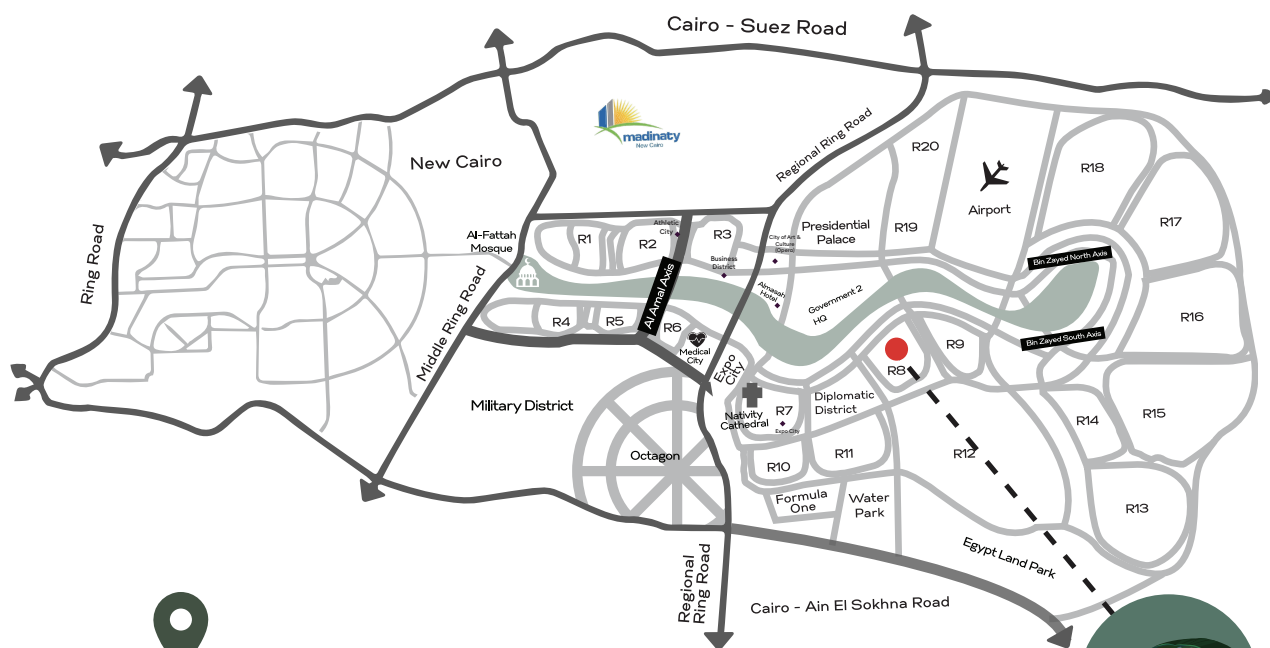 Cairo - Suez Road
madinaty
New Cairo
New Cairo
Regional Ring Road
R20
R18
Airport
R17
R19
Presidential
Palace
Al-Fattah
Mosque
Athletic
City
R1
R2
R3
City of Art &
Culture
(Opera)
Business
District
Bin Zayed North Axis
Ring Road
Al Amal Axis
Almasah
Hotel
Government 2
HQ
R16
Middle Ring Road
R4
R5
R6
Medical
City
Expo
City
Bin Zayed South Axis
R9
R8
Military District
Nativity
Cathedral
R7
Expo City
Diplomatic
District
R14
R15
Octagon
R10
R11
R12
Formula
One
Water
Park
R13
Egypt Land Park
Regional
Ring Road
Cairo - Ain El Sokhna Road